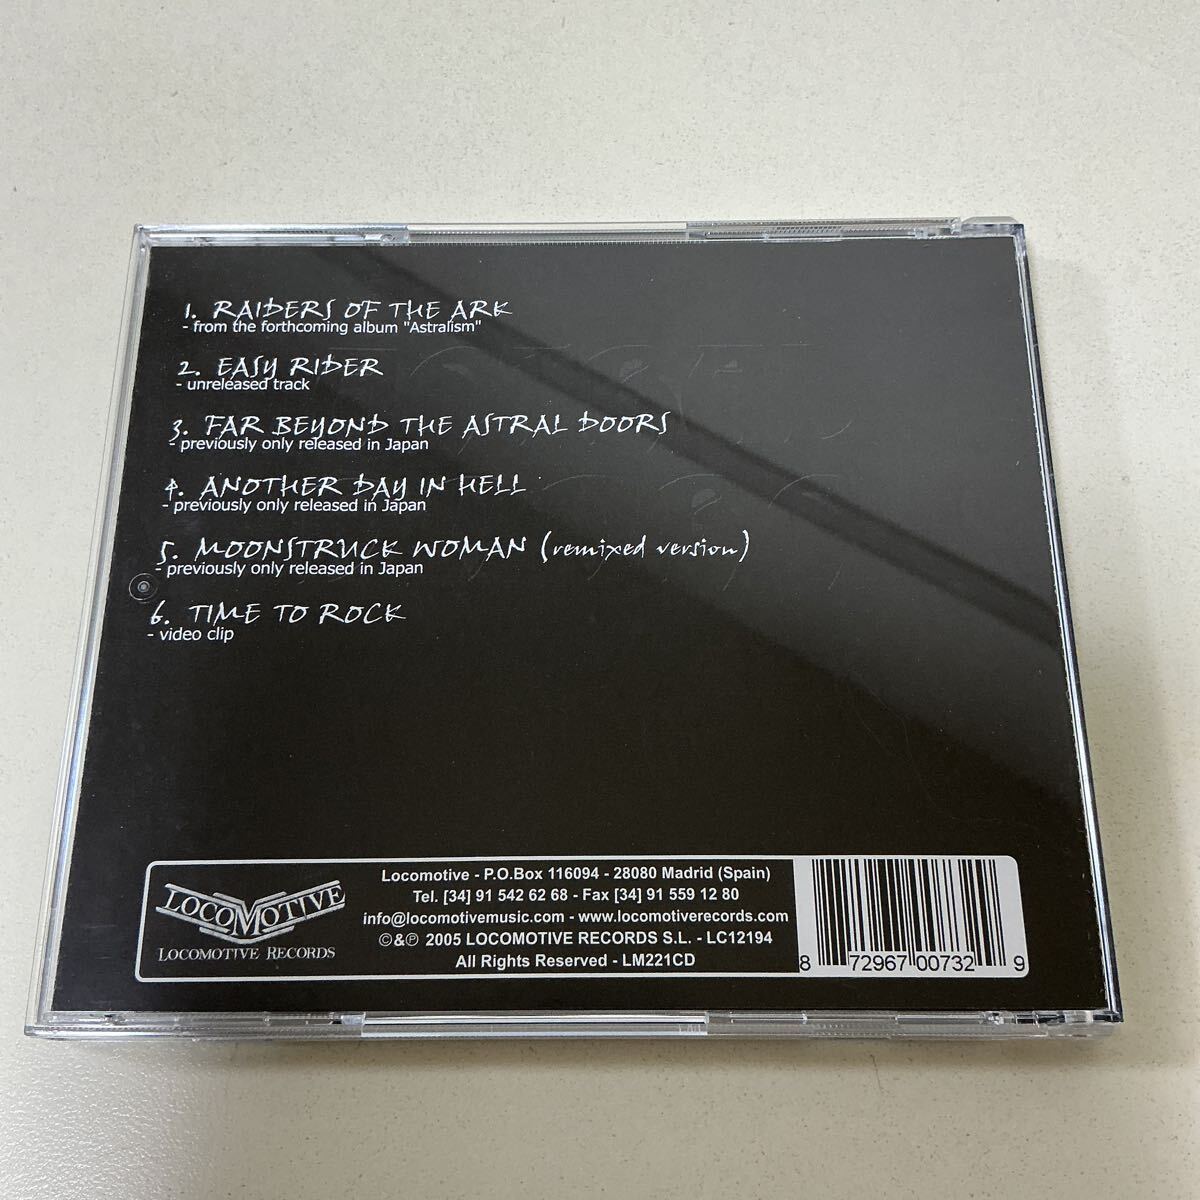 1. RAIDERS OF THE ARK
- from the forthcoming album "Astralism"
2. EASY RIDER
- unreleased track
3. FAR BEYOND THE ASTRAL DOORS
- previously only released in Japan
4. ANOTHER DAY IN HELL
- previously only released in Japan
5. MOONSTRUCK WOMAN (remixed version)
- previously only released in Japan
6. TIME TO ROCK
- video clip
LOCOMOTIVE
LOCOMOTIVE RECORDS
Locomotive - P.O.Box 116094 - 28080 Madrid (Spain)
Tel. [34] 91 542 62 68 - Fax [34] 91 559 12 80
info@locomotivemusic.com - www.locomotiverecords.com
©&℗ 2005 LOCOMOTIVE RECORDS S.L. - LC12194
All Rights Reserved - LM221CD
8 72967 00732 9